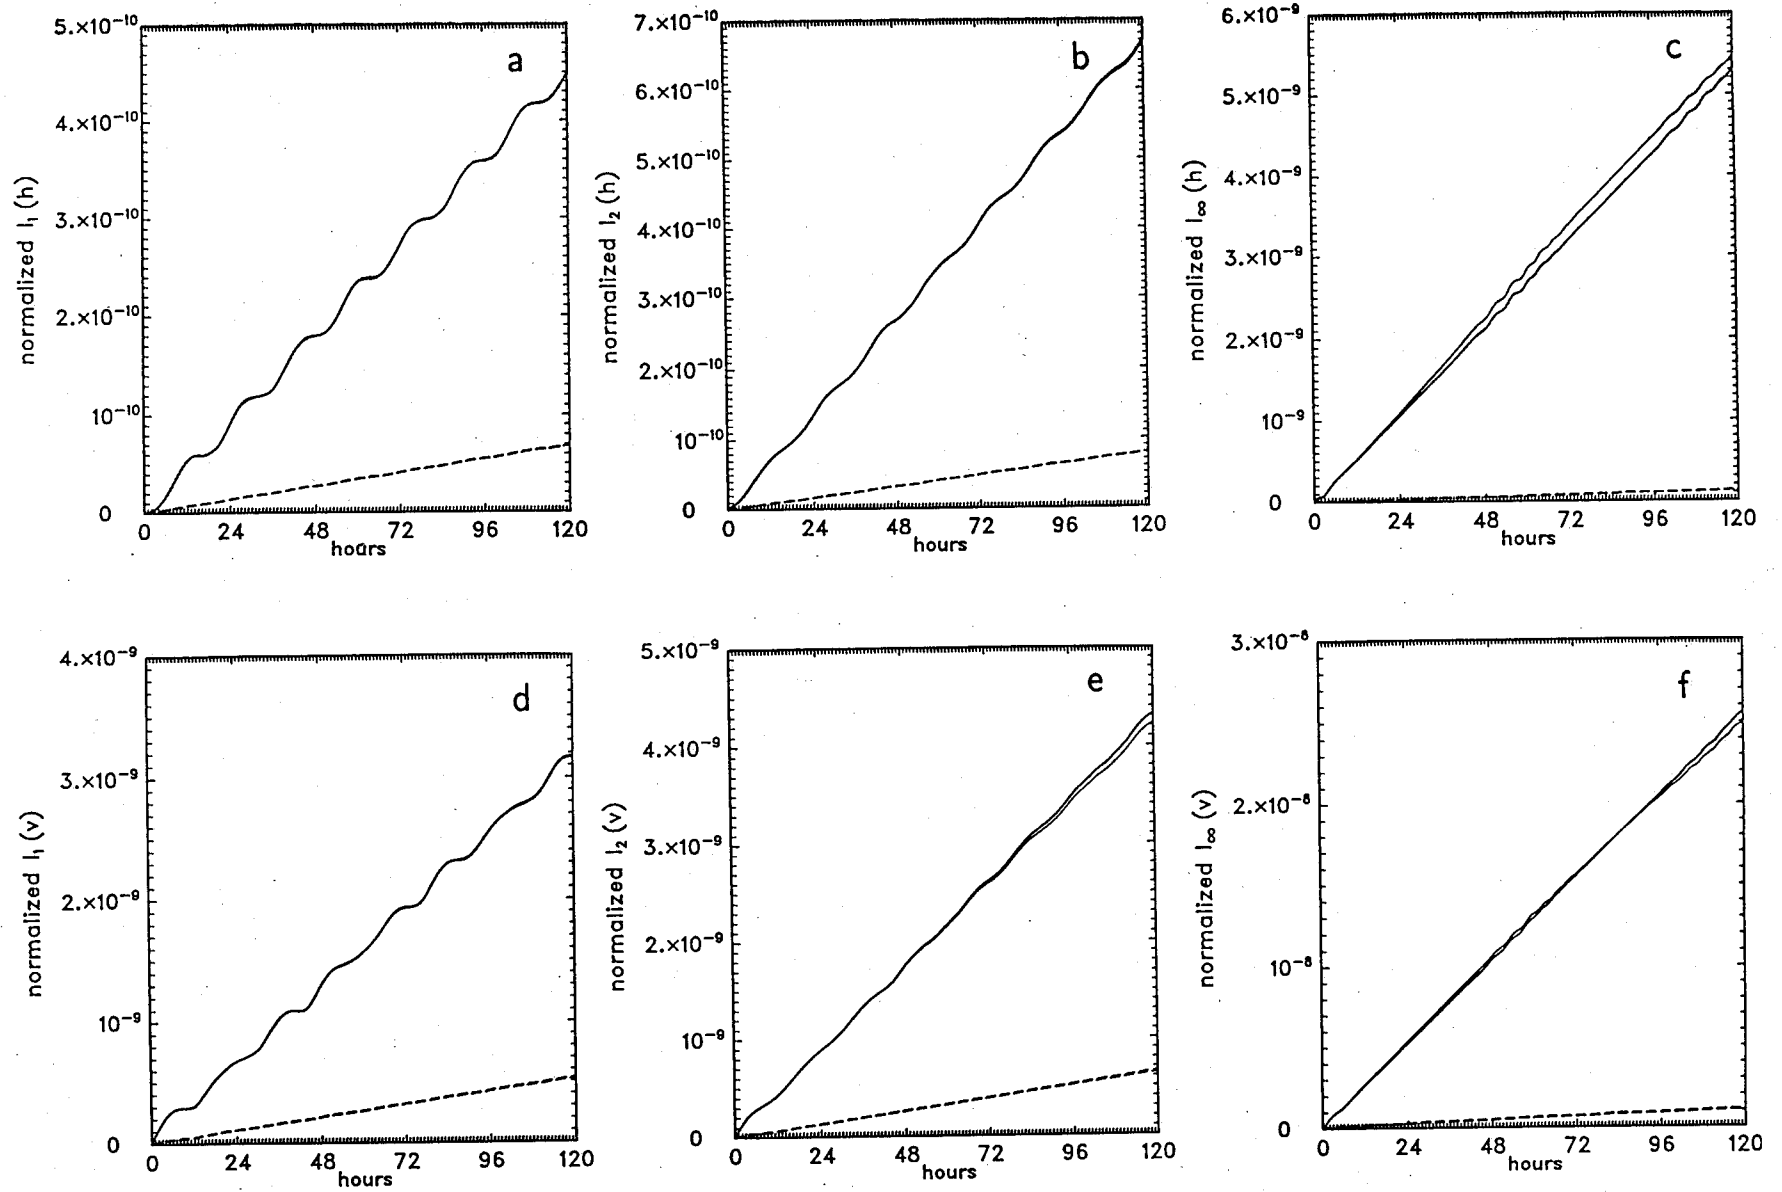 a
5.×10⁻¹⁰
4.×10⁻¹⁰
3.×10⁻¹⁰
2.×10⁻¹⁰
10⁻¹⁰
0
normalized l₁(h)
0 24 48 72 96 120
hours
b
7.×10⁻¹⁰
6.×10⁻¹⁰
5.×10⁻¹⁰
4.×10⁻¹⁰
3.×10⁻¹⁰
2.×10⁻¹⁰
10⁻¹⁰
0
normalized l₂(h)
0 24 48 72 96 120
hours
c
6.×10⁻⁹
5.×10⁻⁹
4.×10⁻⁹
3.×10⁻⁹
2.×10⁻⁹
10⁻⁹
0
normalized l∞(h)
0 24 48 72 96 120
hours
d
4.×10⁻⁹
3.×10⁻⁹
2.×10⁻⁹
10⁻⁹
0
normalized l₁(v)
0 24 48 72 96 120
hours
e
5.×10⁻⁹
4.×10⁻⁹
3.×10⁻⁹
2.×10⁻⁹
10⁻⁹
0
normalized l₂(v)
0 24 48 72 96 120
hours
f
3.×10⁻⁸
2.×10⁻⁸
10⁻⁸
0
normalized l∞(v)
0 24 48 72 96 120
hours